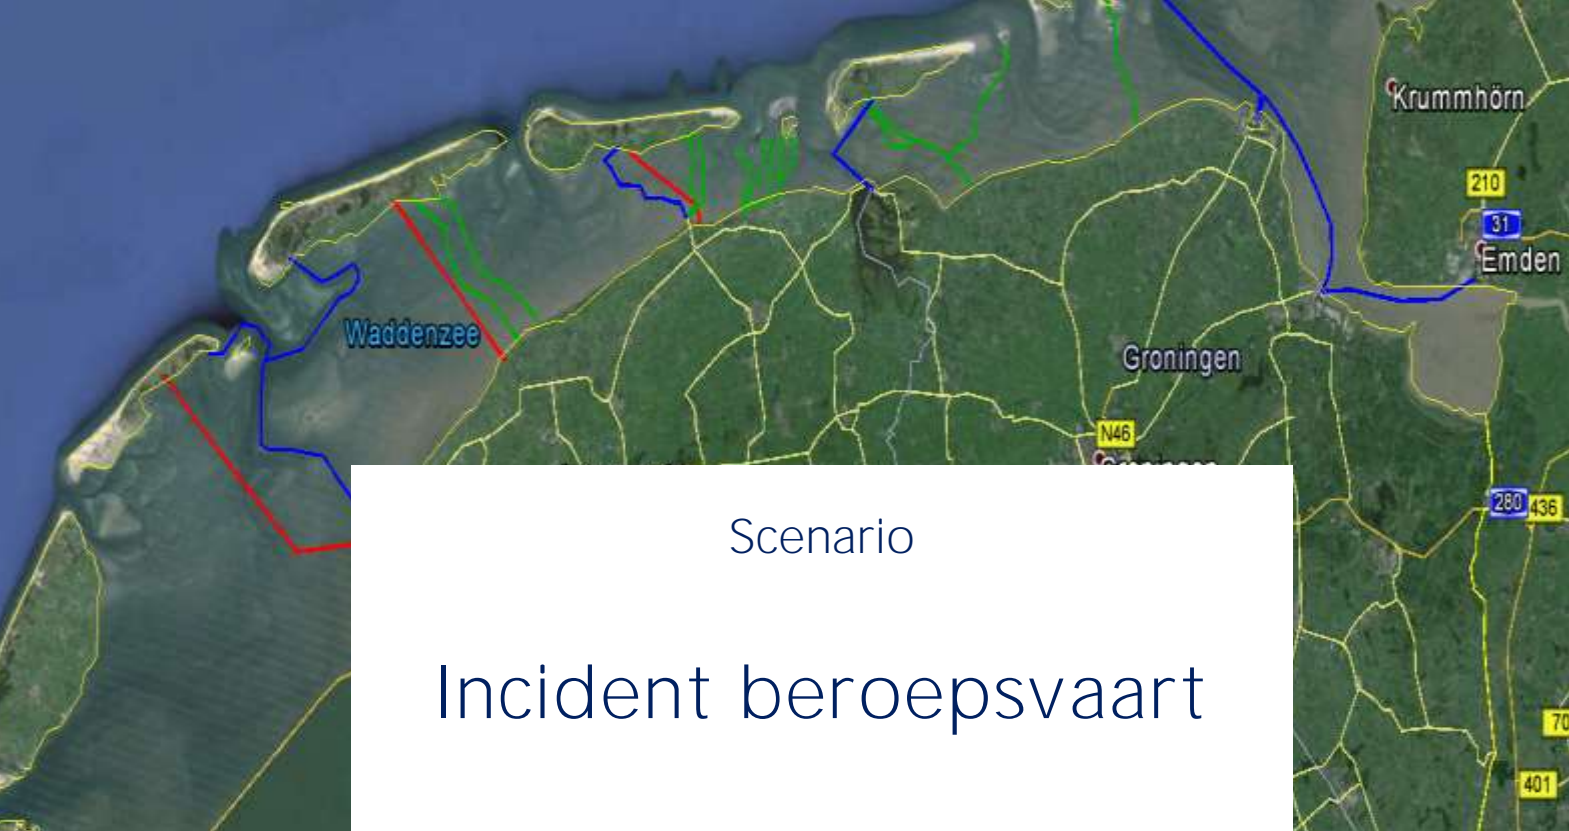 Krummhörn
210
31
Emden
Waddenzee
Groningen
N46
280
436
Scenario
Incident beroepsvaart
70
401